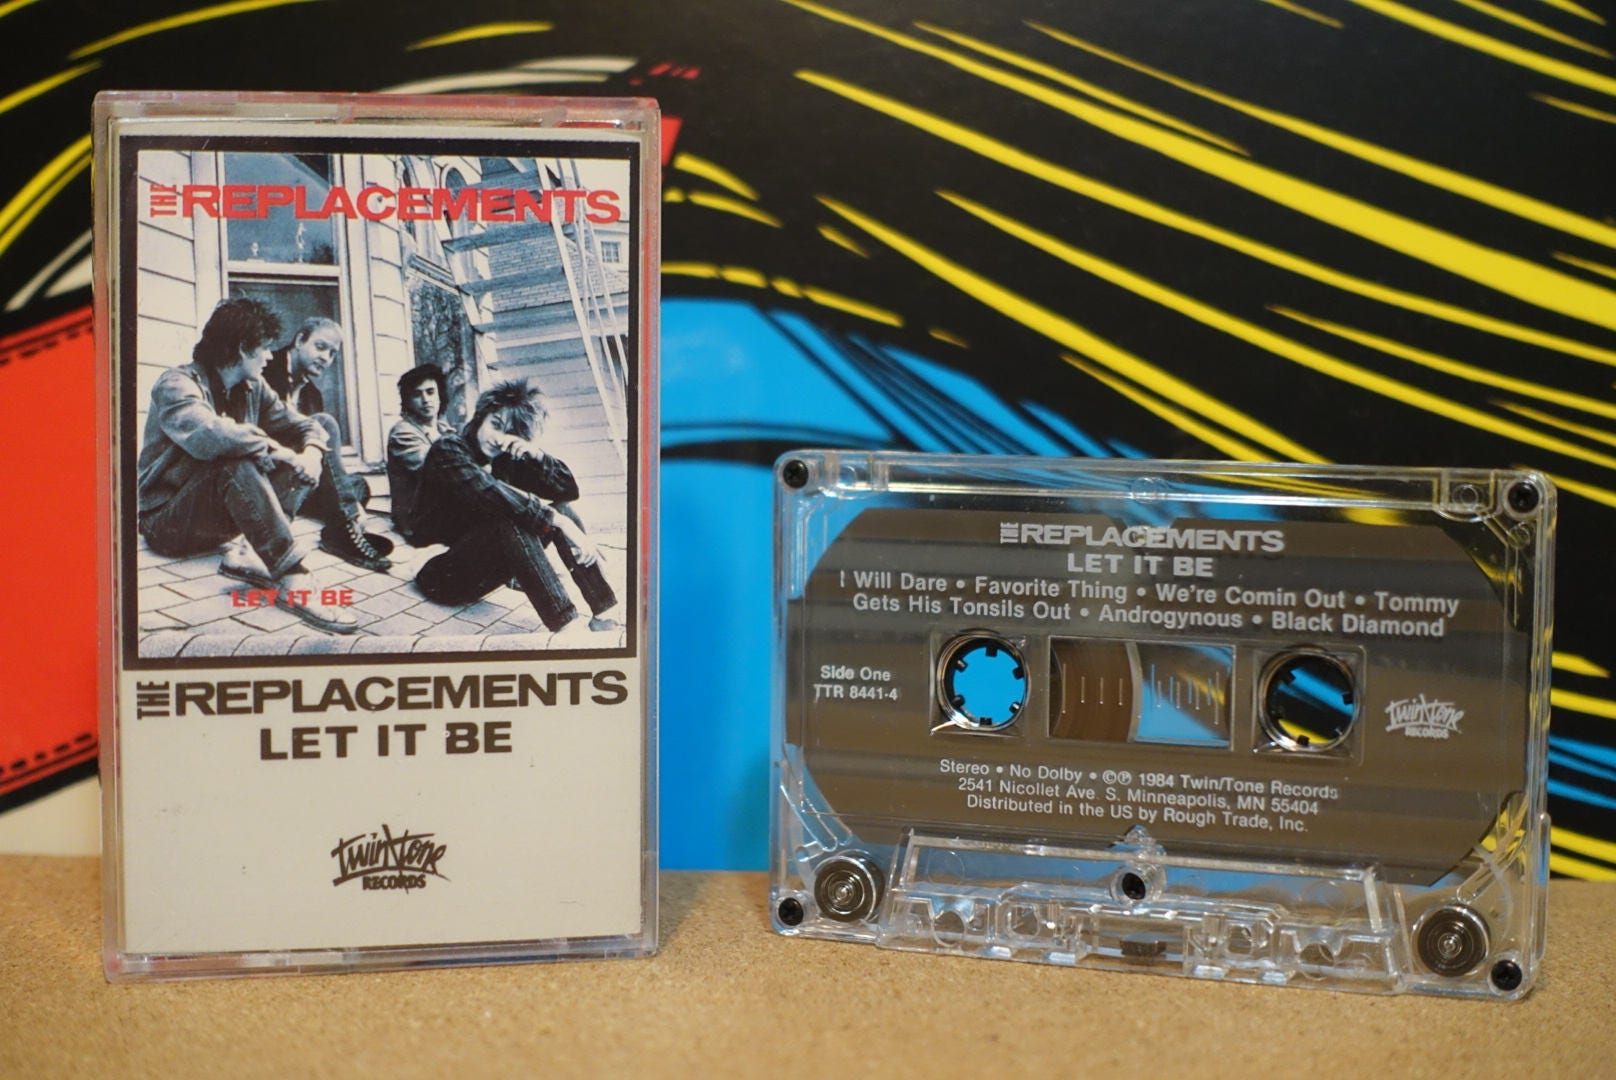 THE REPLACEMENTS
LET IT BE
THE REPLACEMENTS
LET IT BE
Twin/Tone
RECORDS
THE REPLACEMENTS
LET IT BE
I Will Dare • Favorite Thing • We're Comin Out • Tommy
Gets His Tonsils Out • Androgynous • Black Diamond
Side One
TTR 8441-4
Twin/Tone
RECORDS
Stereo • No Dolby • ©℗ 1984 Twin/Tone Records
2541 Nicollet Ave. S. Minneapolis, MN 55404
Distributed in the US by Rough Trade, Inc.